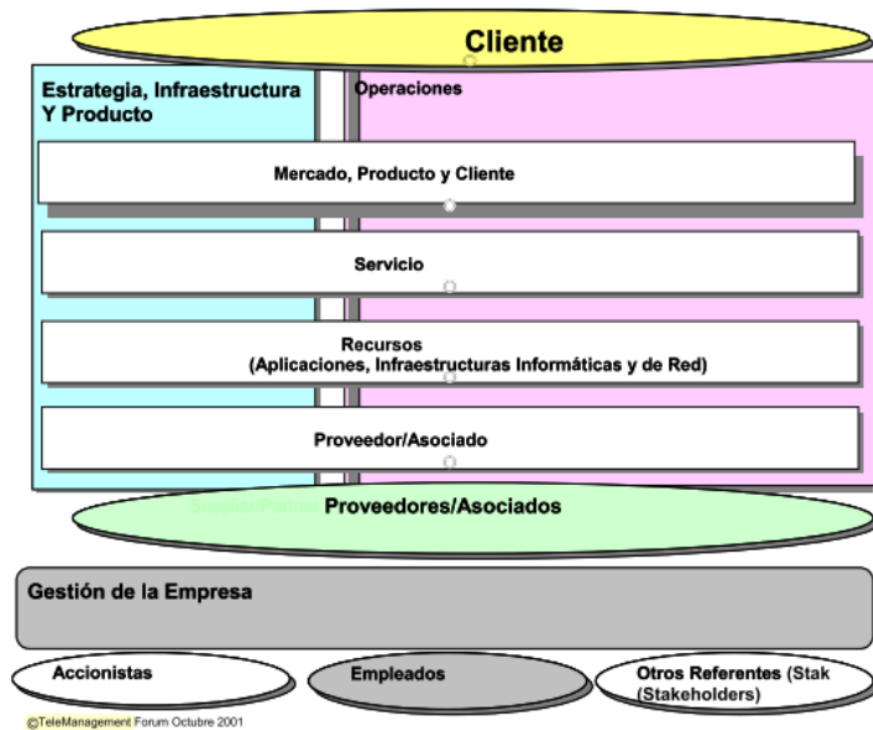 Cliente
Estrategia, Infraestructura
Y Producto
Operaciones
Mercado, Producto y Cliente
Servicio
Recursos
(Aplicaciones, Infraestructuras Informáticas y de Red)
Proveedor/Asociado
Supplier/Partner
Proveedores/Asociados
Gestión de la Empresa
Accionistas
Empleados
Otros Referentes (Stak
(Stakeholders)
©TeleManagement Forum Octubre 2001